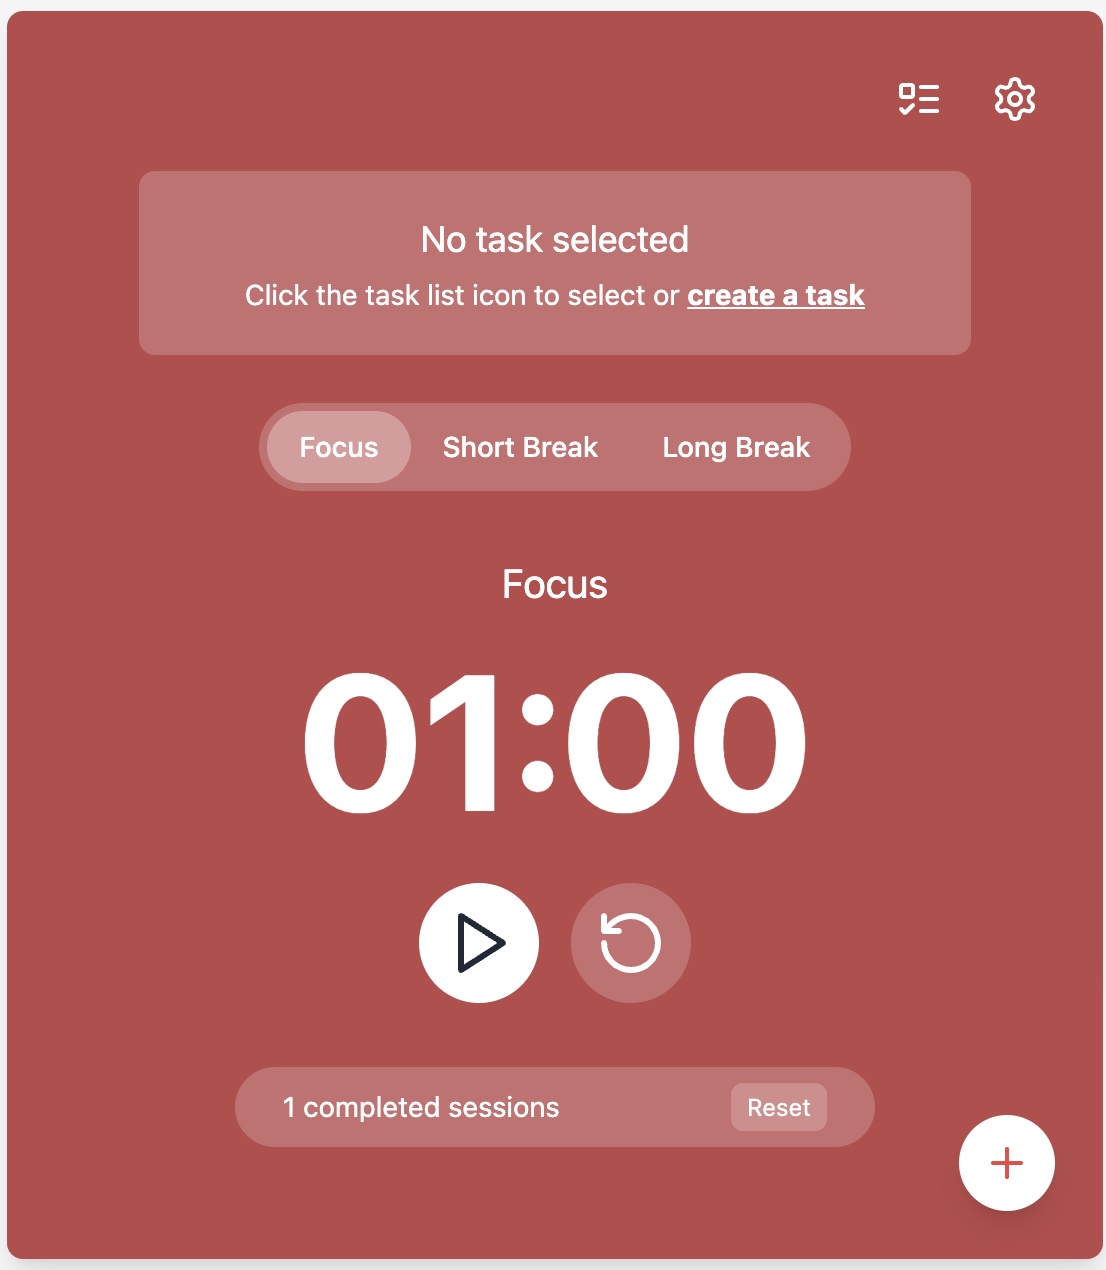 No task selected
Click the task list icon to select or create a task
Focus Short Break Long Break
Focus
01:00
1 completed sessions Reset